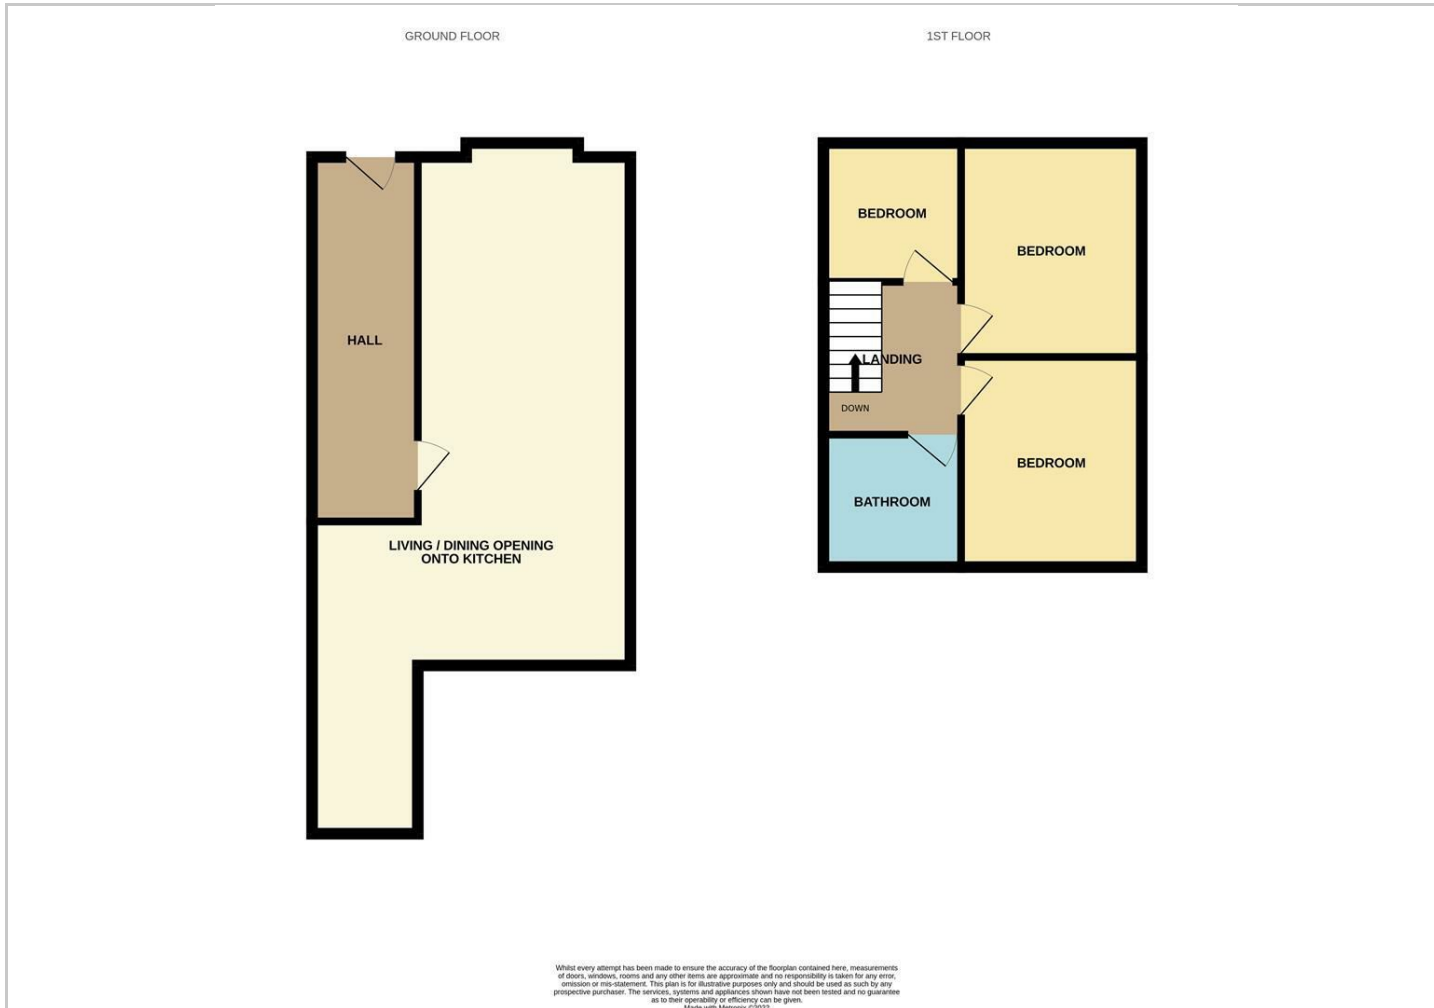 GROUND FLOOR
1ST FLOOR
HALL
LIVING / DINING OPENING
ONTO KITCHEN
BEDROOM
BEDROOM
LANDING
DOWN
BEDROOM
BATHROOM
Whilst every attempt has been made to ensure the accuracy of the floorplan contained here, measurements
of doors, windows, rooms and any other items are approximate and no responsibility is taken for any error,
omission or mis-statement. This plan is for illustrative purposes only and should be used as such by any
prospective purchaser. The services, systems and appliances shown have not been tested and no guarantee
as to their operability or efficiency can be given.
Made with Metropix ©2022